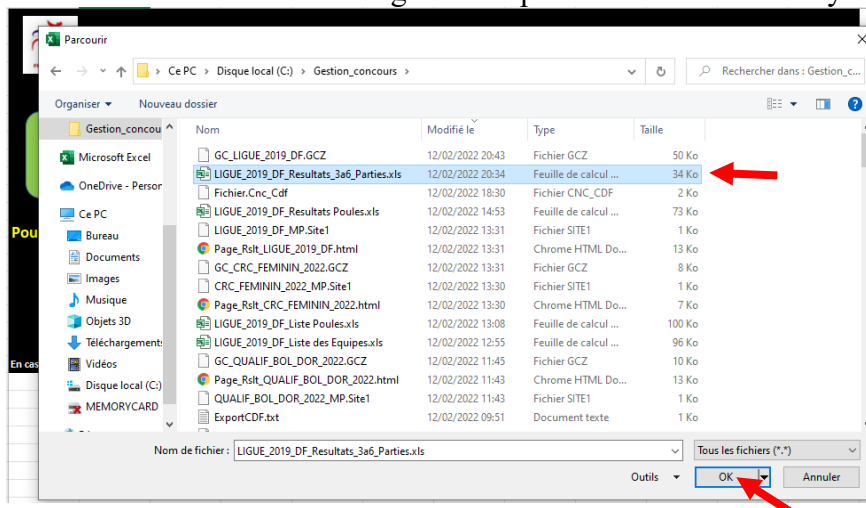 Parcourir
Ce PC > Disque local (C:) > Gestion_concours >
Rechercher dans : Gestion_c...
Organiser Nouveau dossier
Gestion_concou
Microsoft Excel
OneDrive - Person
Ce PC
Bureau
Documents
Images
Musique
Objets 3D
Téléchargements
Vidéos
Disque local (C:)
MEMORYCARD
Nom Modifié le Type Taille
GC_LIGUE_2019_DF.GCZ 12/02/2022 20:43 Fichier GCZ 50 Ko
LIGUE_2019_DF_Resultats_3a6_Parties.xls 12/02/2022 20:34 Feuille de calcul ... 34 Ko
Fichier.Cnc_Cdf 12/02/2022 18:30 Fichier CNC_CDF 2 Ko
LIGUE_2019_DF_Resultats Poules.xls 12/02/2022 14:53 Feuille de calcul ... 73 Ko
LIGUE_2019_DF_MP.Site1 12/02/2022 13:31 Fichier SITE1 1 Ko
Page_Rslt_LIGUE_2019_DF.html 12/02/2022 13:31 Chrome HTML Do... 13 Ko
GC_CRC_FEMININ_2022.GCZ 12/02/2022 13:31 Fichier GCZ 8 Ko
CRC_FEMININ_2022_MP.Site1 12/02/2022 13:30 Fichier SITE1 1 Ko
Page_Rslt_CRC_FEMININ_2022.html 12/02/2022 13:30 Chrome HTML Do... 7 Ko
LIGUE_2019_DF_Liste Poules.xls 12/02/2022 13:08 Feuille de calcul ... 100 Ko
LIGUE_2019_DF_Liste des Equipes.xls 12/02/2022 12:55 Feuille de calcul ... 96 Ko
GC_QUALIF_BOL_DOR_2022.GCZ 12/02/2022 11:45 Fichier GCZ 10 Ko
Page_Rslt_QUALIF_BOL_DOR_2022.html 12/02/2022 11:43 Chrome HTML Do... 13 Ko
QUALIF_BOL_DOR_2022_MP.Site1 12/02/2022 11:43 Fichier SITE1 1 Ko
ExportCDF.txt 12/02/2022 09:51 Document texte 1 Ko
Pou
En cas
Nom de fichier : LIGUE_2019_DF_Resultats_3a6_Parties.xls Tous les fichiers (*.*)
Outils OK Annuler